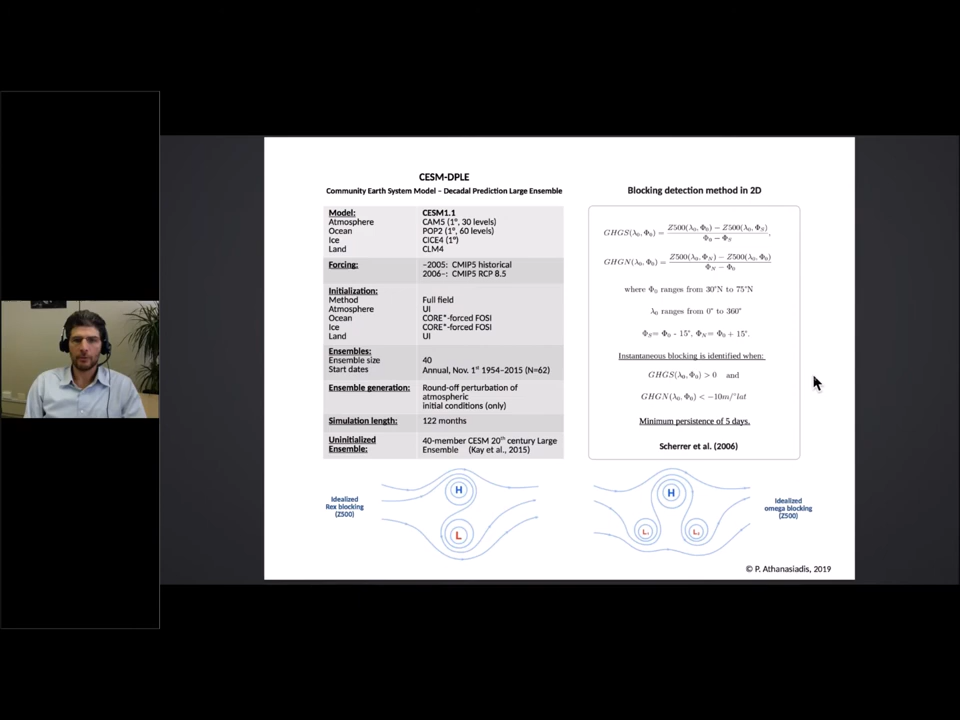 CESM-DPLE
Community Earth System Model – Decadal Prediction Large Ensemble
Model: CESM1.1
Atmosphere CAM5 (1°, 30 levels)
Ocean POP2 (1°, 60 levels)
Ice CICE4 (1°)
Land CLM4
Forcing: –2005: CMIP5 historical
2006–: CMIP5 RCP 8.5
Initialization:
Method Full field
Atmosphere UI
Ocean CORE*-forced FOSI
Ice CORE*-forced FOSI
Land UI
Ensembles:
Ensemble size 40
Start dates Annual, Nov. 1st 1954–2015 (N=62)
Ensemble generation: Round-off perturbation of
atmospheric
initial conditions (only)
Simulation length: 122 months
Uninitialized 40-member CESM 20th century Large
Ensemble: Ensemble (Kay et al., 2015)
Blocking detection method in 2D
GHGS(λ₀, Φ₀) = (Z500(λ₀, Φ₀) − Z500(λ₀, Φ_S)) / (Φ₀ − Φ_S),
GHGN(λ₀, Φ₀) = (Z500(λ₀, Φ_N) − Z500(λ₀, Φ₀)) / (Φ_N − Φ₀)
where Φ₀ ranges from 30°N to 75°N
λ₀ ranges from 0° to 360°
Φ_S = Φ₀ - 15°, Φ_N = Φ₀ + 15°.
Instantaneous blocking is identified when:
GHGS(λ₀, Φ₀) > 0 and
GHGN(λ₀, Φ₀) < −10m/°lat
Minimum persistence of 5 days.
Scherrer et al. (2006)
Idealized
Rex blocking
(Z500)
H
L
H
L₁
L₂
Idealized
omega blocking
(Z500)
© P. Athanasiadis, 2019